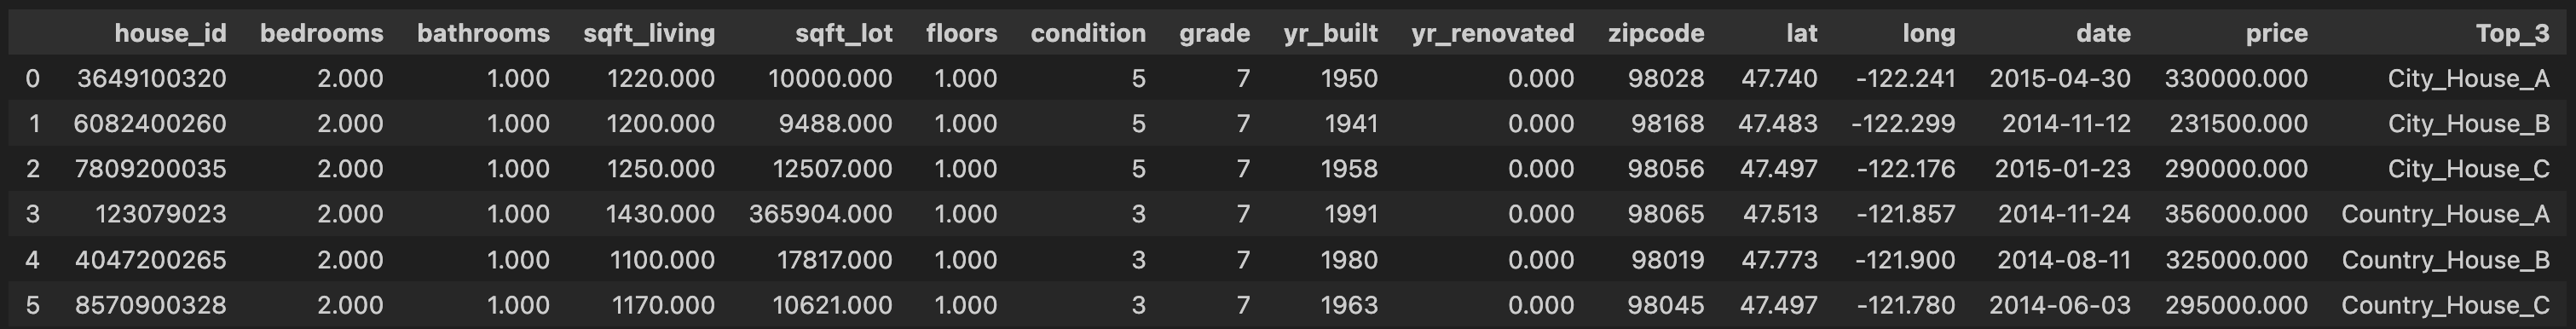 house_id bedrooms bathrooms sqft_living sqft_lot floors condition grade yr_built yr_renovated zipcode lat long date price Top_3
0 3649100320 2.000 1.000 1220.000 10000.000 1.000 5 7 1950 0.000 98028 47.740 -122.241 2015-04-30 330000.000 City_House_A
1 6082400260 2.000 1.000 1200.000 9488.000 1.000 5 7 1941 0.000 98168 47.483 -122.299 2014-11-12 231500.000 City_House_B
2 7809200035 2.000 1.000 1250.000 12507.000 1.000 5 7 1958 0.000 98056 47.497 -122.176 2015-01-23 290000.000 City_House_C
3 123079023 2.000 1.000 1430.000 365904.000 1.000 3 7 1991 0.000 98065 47.513 -121.857 2014-11-24 356000.000 Country_House_A
4 4047200265 2.000 1.000 1100.000 17817.000 1.000 3 7 1980 0.000 98019 47.773 -121.900 2014-08-11 325000.000 Country_House_B
5 8570900328 2.000 1.000 1170.000 10621.000 1.000 3 7 1963 0.000 98045 47.497 -121.780 2014-06-03 295000.000 Country_House_C